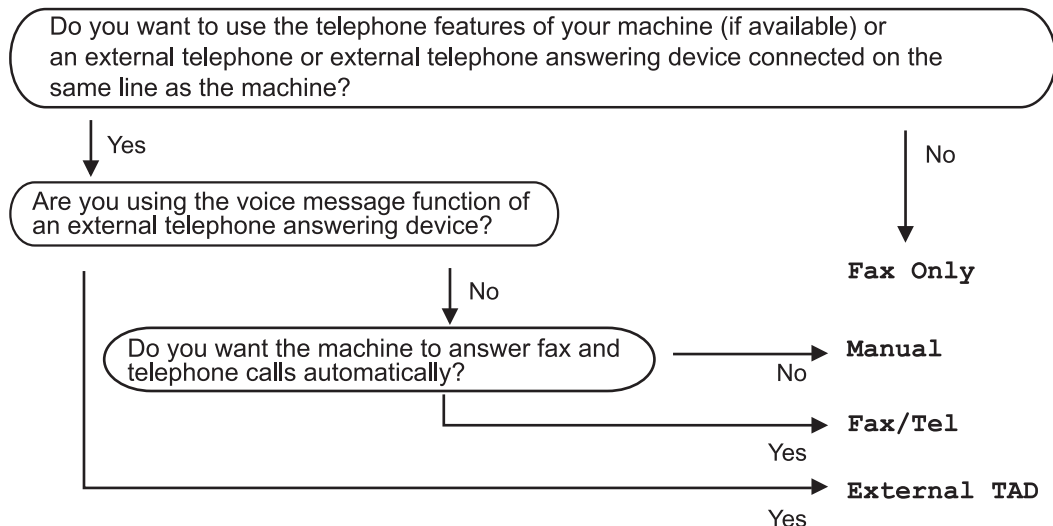 Do you want to use the telephone features of your machine (if available) or
an external telephone or external telephone answering device connected on the
same line as the machine?
Yes
No
Are you using the voice message function of
an external telephone answering device?
Fax Only
No
Do you want the machine to answer fax and
telephone calls automatically?
Manual
No
Fax/Tel
Yes
External TAD
Yes